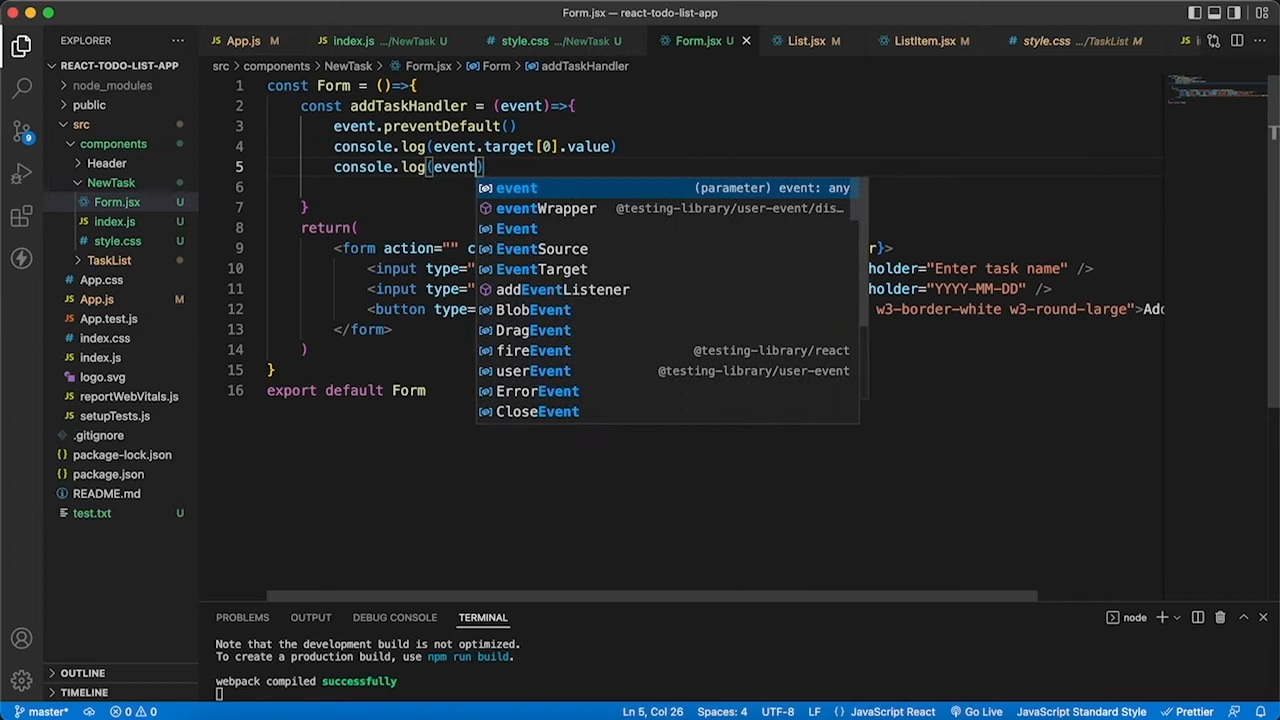 Form.jsx — react-todo-list-app
EXPLORER
App.js M
index.js .../NewTask U
style.css .../NewTask U
Form.jsx U
List.jsx M
ListItem.jsx M
style.css .../TaskList M
REACT-TODO-LIST-APP
src > components > NewTask > Form.jsx > Form > addTaskHandler
node_modules
public
src
components
Header
NewTask
Form.jsx U
index.js U
style.css U
TaskList
App.css
App.js M
App.test.js
index.css
index.js
logo.svg
reportWebVitals.js
setupTests.js
.gitignore
package-lock.json
package.json
README.md
test.txt U
OUTLINE
TIMELINE
9
1 const Form = ()=>{
2 const addTaskHandler = (event)=>{
3 event.preventDefault()
4 console.log(event.target[0].value)
5 console.log(event)
6
7 }
8 return(
9 <form action="" c r}>
10 <input type=" holder="Enter task name" />
11 <input type=" holder="YYYY-MM-DD" />
12 <button type= w3-border-white w3-round-large">Ad
13 </form>
14 )
15 }
16 export default Form
event (parameter) event: any
eventWrapper @testing-library/user-event/dis…
Event
EventSource
EventTarget
addEventListener
BlobEvent
DragEvent
fireEvent @testing-library/react
userEvent @testing-library/user-event
ErrorEvent
CloseEvent
PROBLEMS OUTPUT DEBUG CONSOLE TERMINAL
node
Note that the development build is not optimized.
To create a production build, use npm run build.
webpack compiled successfully
master* 0 0
Ln 5, Col 26 Spaces: 4 UTF-8 LF JavaScript React Go Live JavaScript Standard Style Prettier